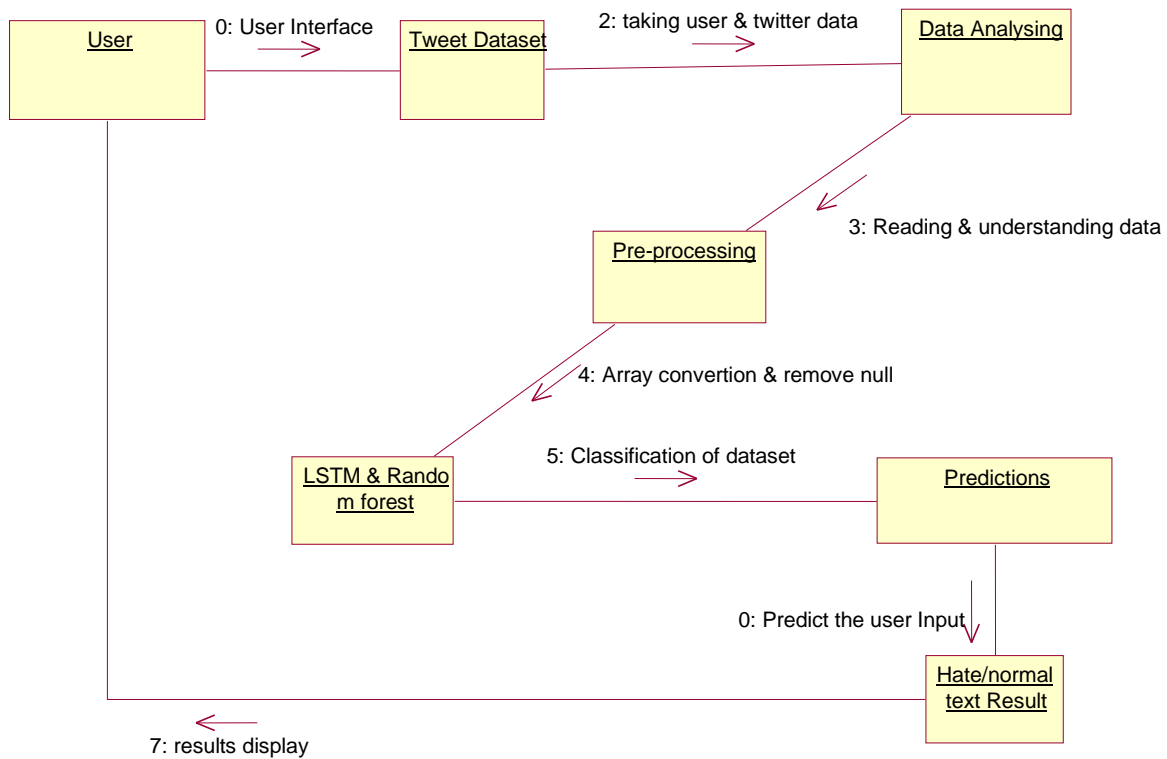 User
0: User Interface
Tweet Dataset
2: taking user & twitter data
Data Analysing
3: Reading & understanding data
Pre-processing
4: Array convertion & remove null
LSTM & Rando
m forest
5: Classification of dataset
Predictions
0: Predict the user Input
Hate/normal
text Result
7: results display